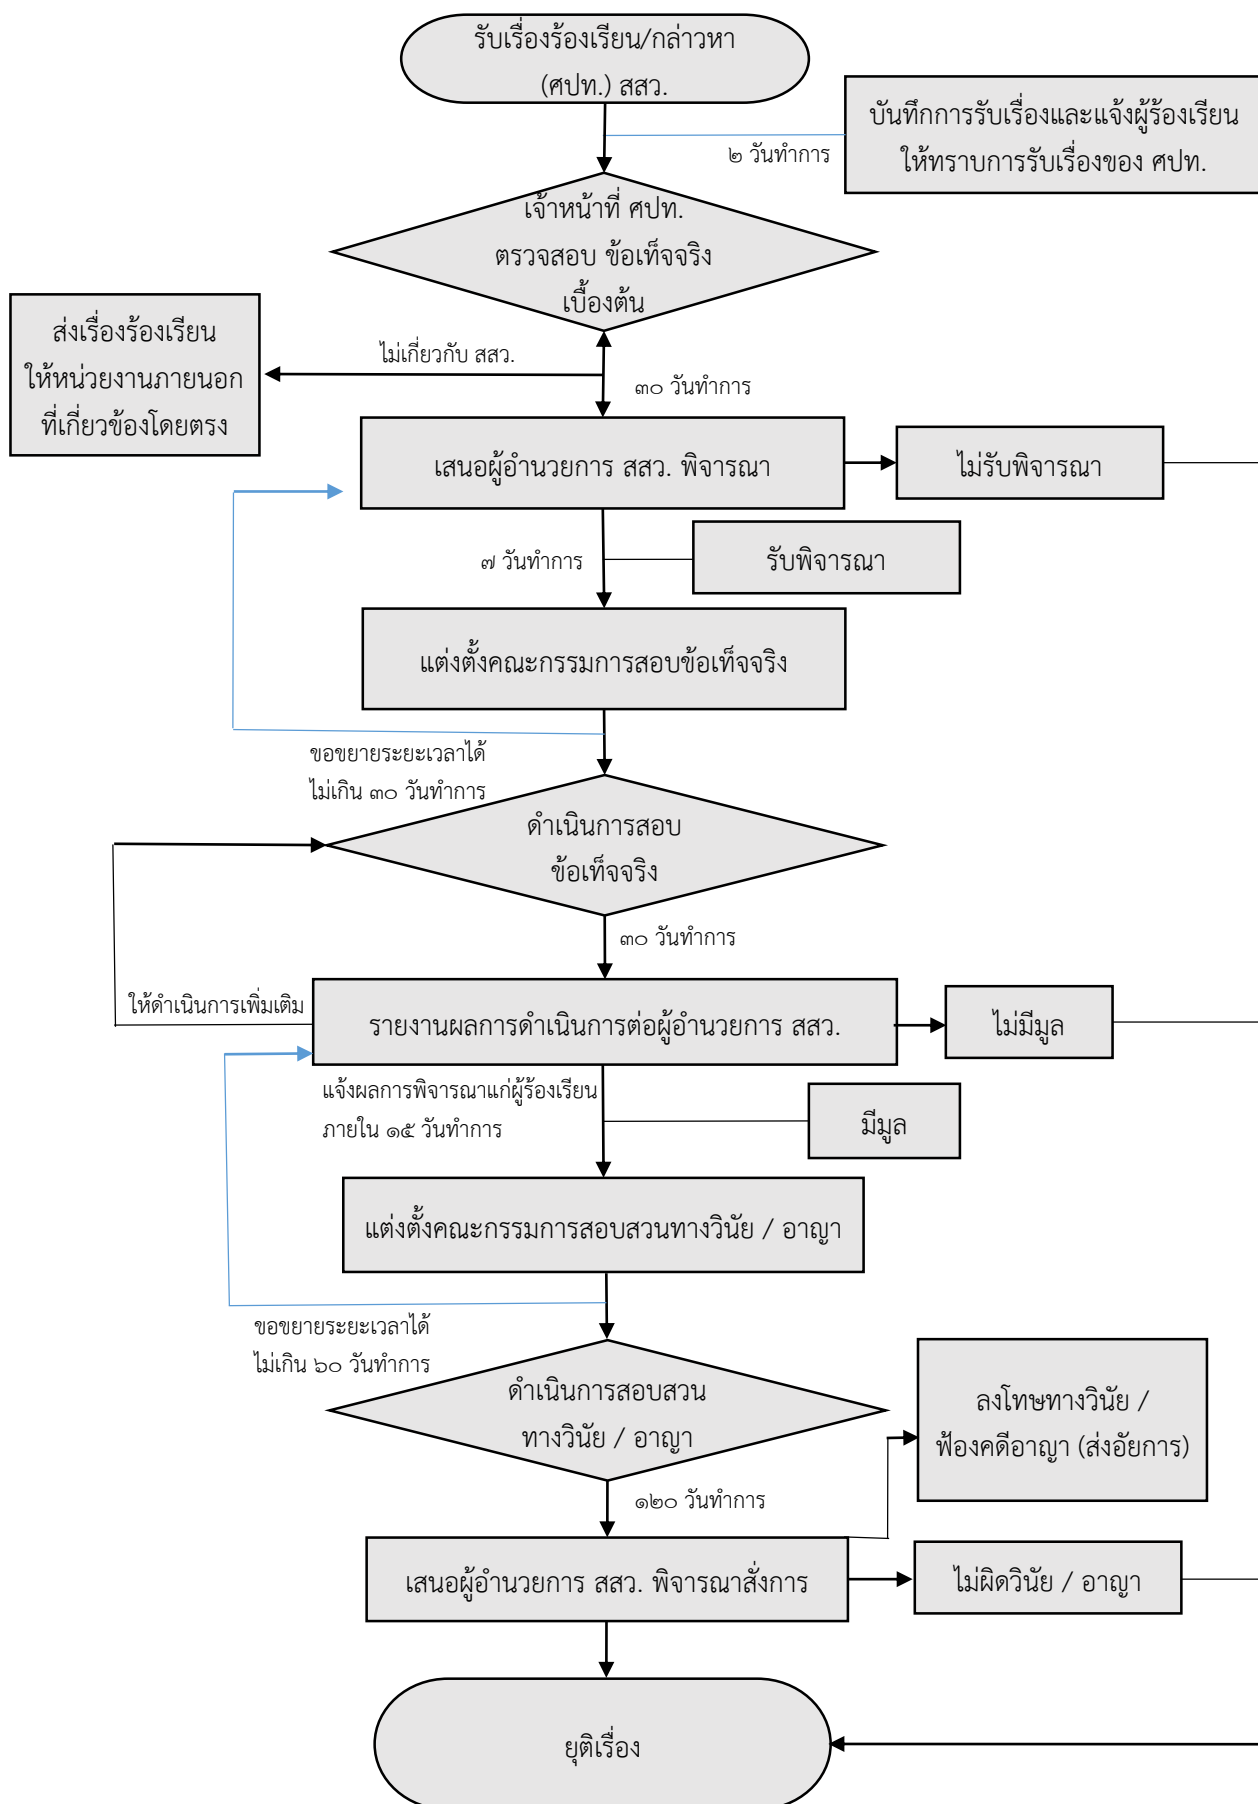 รับเรื่องร้องเรียน/กล่าวหา
(ศปท.) สสว.
บันทึกการรับเรื่องและแจ้งผู้ร้องเรียน
ให้ทราบการรับเรื่องของ ศปท.
๒ วันทำการ
เจ้าหน้าที่ ศปท.
ตรวจสอบ ข้อเท็จจริง
เบื้องต้น
ส่งเรื่องร้องเรียน
ให้หน่วยงานภายนอก
ที่เกี่ยวข้องโดยตรง
ไม่เกี่ยวกับ สสว.
๓๐ วันทำการ
เสนอผู้อำนวยการ สสว. พิจารณา
ไม่รับพิจารณา
๗ วันทำการ
รับพิจารณา
แต่งตั้งคณะกรรมการสอบข้อเท็จจริง
ขอขยายระยะเวลาได้
ไม่เกิน ๓๐ วันทำการ
ดำเนินการสอบ
ข้อเท็จจริง
๓๐ วันทำการ
ให้ดำเนินการเพิ่มเติม
รายงานผลการดำเนินการต่อผู้อำนวยการ สสว.
ไม่มีมูล
แจ้งผลการพิจารณาแก่ผู้ร้องเรียน
ภายใน ๑๕ วันทำการ
มีมูล
แต่งตั้งคณะกรรมการสอบสวนทางวินัย / อาญา
ขอขยายระยะเวลาได้
ไม่เกิน ๖๐ วันทำการ
ดำเนินการสอบสวน
ทางวินัย / อาญา
ลงโทษทางวินัย /
ฟ้องคดีอาญา (ส่งอัยการ)
๑๒๐ วันทำการ
เสนอผู้อำนวยการ สสว. พิจารณาสั่งการ
ไม่ผิดวินัย / อาญา
ยุติเรื่อง